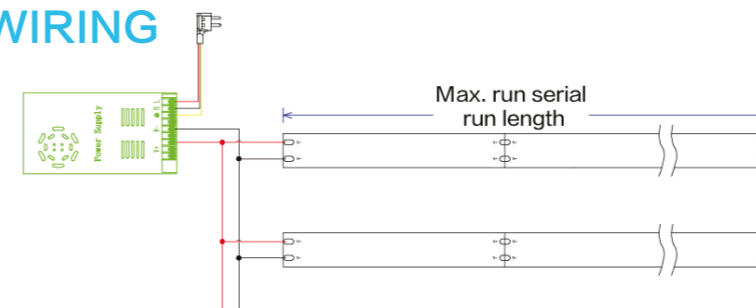 WIRING
Max. run serial
run length
Power Supply
N L
V-
V+